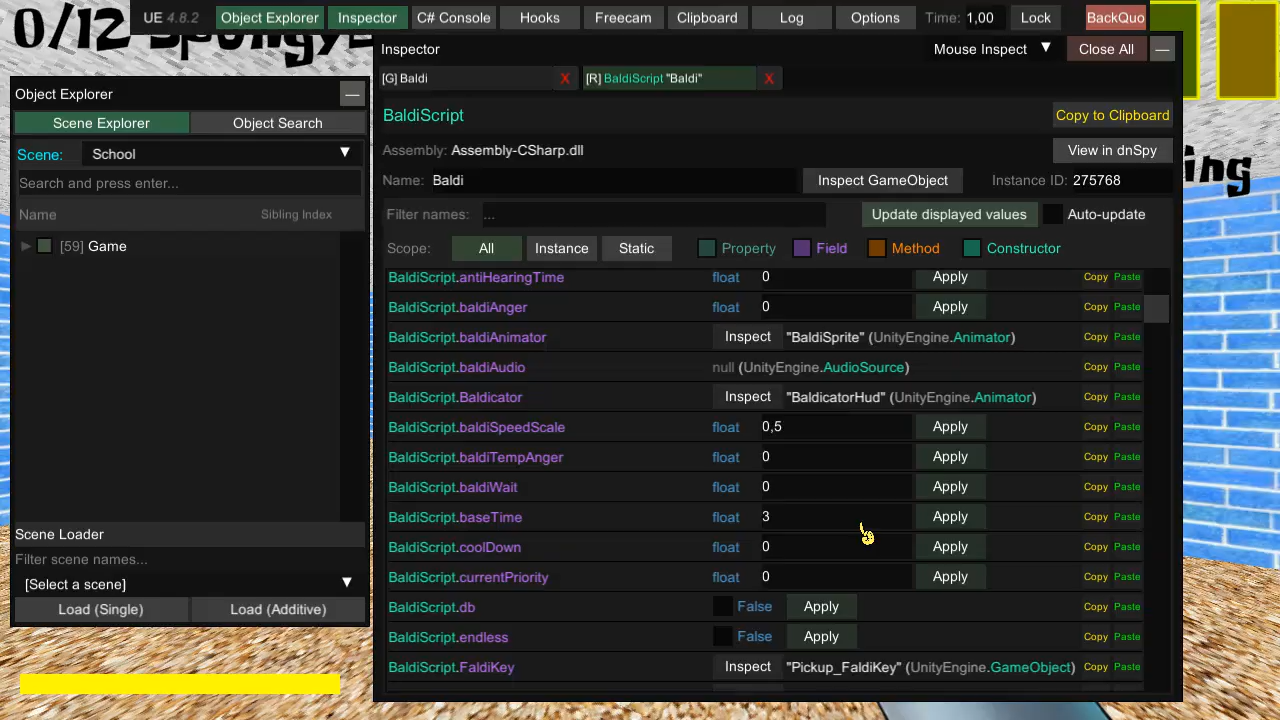 0/12
UE 4.8.2 Object Explorer Inspector C# Console Hooks Freecam Clipboard Log Options Time: 1,00 Lock BackQuo
Inspector Mouse Inspect ▼ Close All —
[G] Baldi X [R] BaldiScript "Baldi" X
Object Explorer —
Scene Explorer Object Search
Scene: School ▼
Search and press enter...
Name Sibling Index
▶ [59] Game
Scene Loader
Filter scene names...
[Select a scene] ▼
Load (Single) Load (Additive)
BaldiScript Copy to Clipboard
Assembly: Assembly-CSharp.dll View in dnSpy
Name: Baldi Inspect GameObject Instance ID: 275768
Filter names: ... Update displayed values Auto-update
Scope: All Instance Static Property Field Method Constructor
BaldiScript.antiHearingTime float 0 Apply Copy Paste
BaldiScript.baldiAnger float 0 Apply Copy Paste
BaldiScript.baldiAnimator Inspect "BaldiSprite" (UnityEngine.Animator) Copy Paste
BaldiScript.baldiAudio null (UnityEngine.AudioSource) Copy Paste
BaldiScript.Baldicator Inspect "BaldicatorHud" (UnityEngine.Animator) Copy Paste
BaldiScript.baldiSpeedScale float 0,5 Apply Copy Paste
BaldiScript.baldiTempAnger float 0 Apply Copy Paste
BaldiScript.baldiWait float 0 Apply Copy Paste
BaldiScript.baseTime float 3 Apply Copy Paste
BaldiScript.coolDown float 0 Apply Copy Paste
BaldiScript.currentPriority float 0 Apply Copy Paste
BaldiScript.db False Apply Copy Paste
BaldiScript.endless False Apply Copy Paste
BaldiScript.FaldiKey Inspect "Pickup_FaldiKey" (UnityEngine.GameObject) Copy Paste
ing